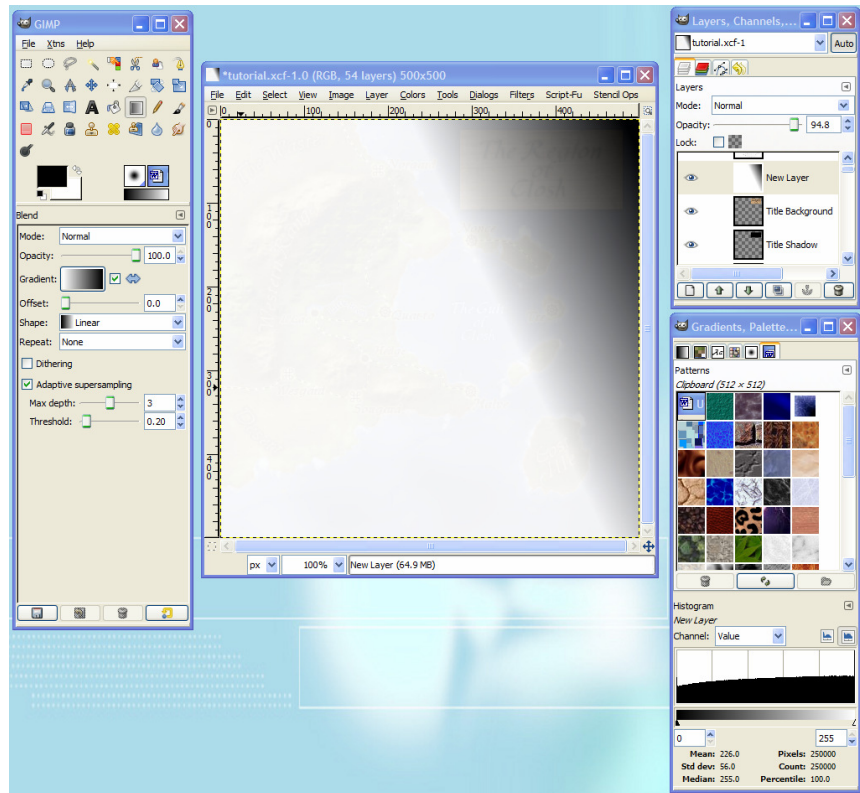 GIMP
File Xtns Help
Blend
Mode: Normal
Opacity: 100.0
Gradient:
Offset: 0.0
Shape: Linear
Repeat: None
Dithering
Adaptive supersampling
Max depth: 3
Threshold: 0.20
*tutorial.xcf-1.0 (RGB, 54 layers) 500x500
File Edit Select View Image Layer Colors Tools Dialogs Filters Script-Fu Stencil Ops
0 100 200 300 400
0
100
200
300
400
px 100% New Layer (64.9 MB)
Layers, Channels,...
tutorial.xcf-1 Auto
Layers
Mode: Normal
Opacity: 94.8
Lock:
New Layer
Title Background
Title Shadow
Gradients, Palette...
Patterns
Clipboard (512 × 512)
Histogram
New Layer
Channel: Value
0 255
Mean: 226.0 Pixels: 250000
Std dev: 56.0 Count: 250000
Median: 255.0 Percentile: 100.0